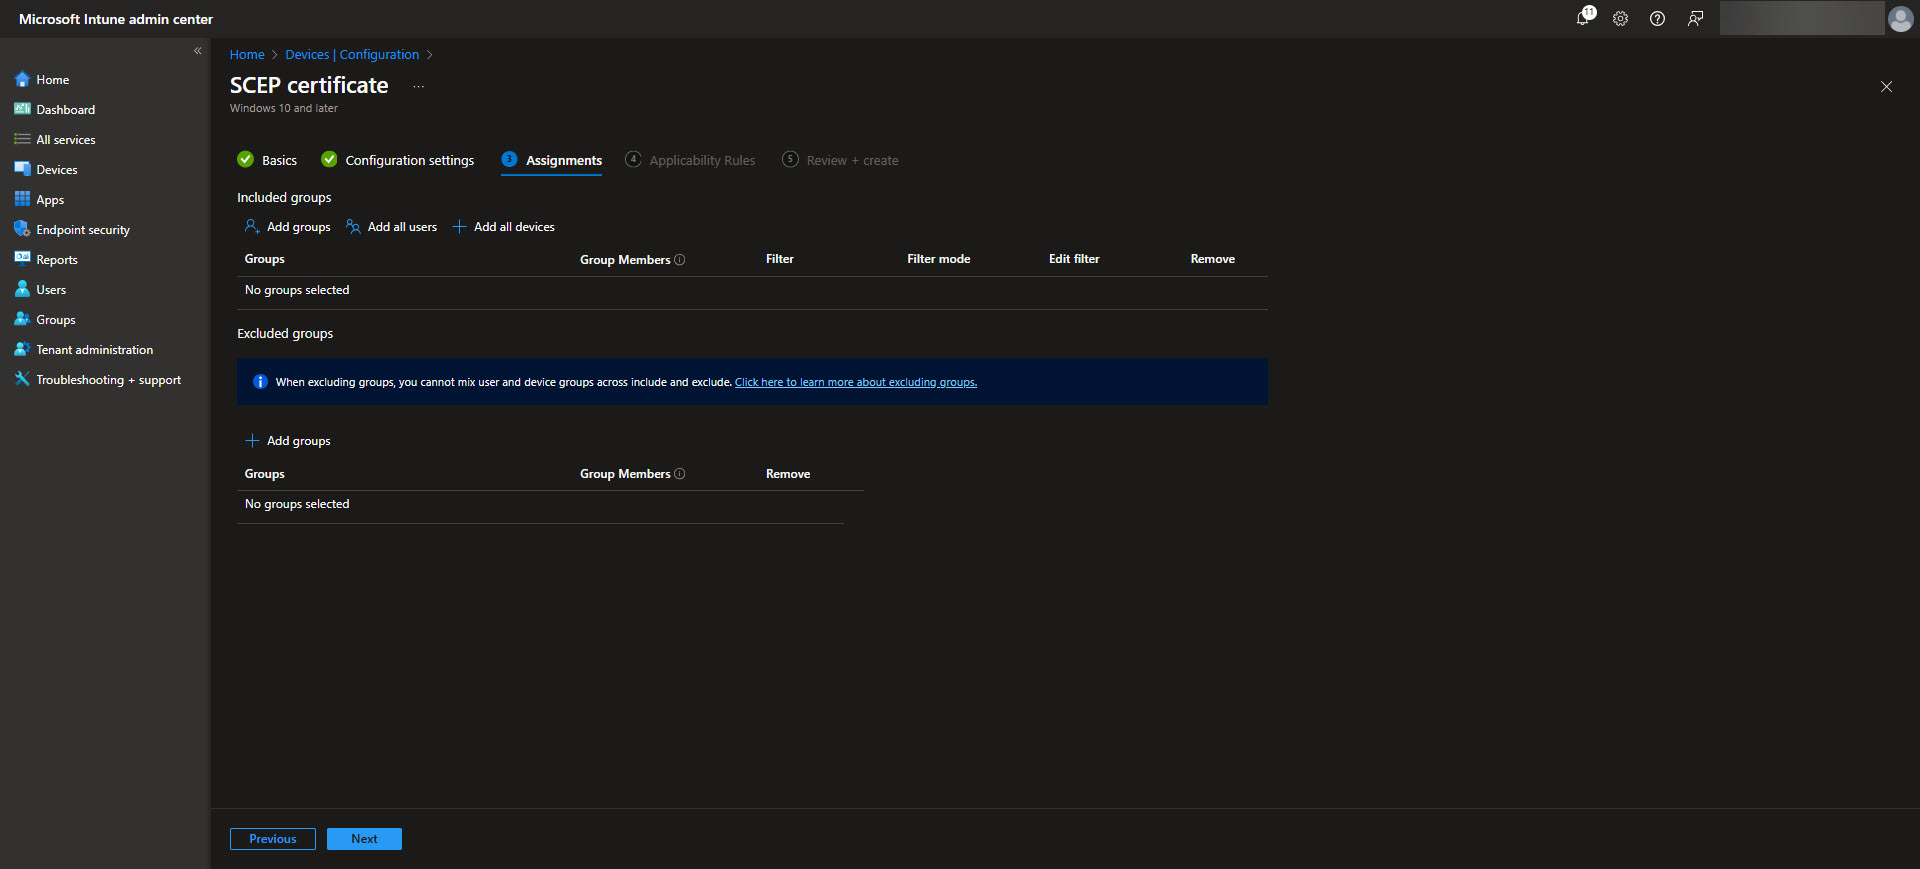 Microsoft Intune admin center
11
«
Home
Dashboard
All services
Devices
Apps
Endpoint security
Reports
Users
Groups
Tenant administration
Troubleshooting + support
Home > Devices | Configuration >
SCEP certificate ...
Windows 10 and later
Basics
Configuration settings
3 Assignments
4 Applicability Rules
5 Review + create
Included groups
Add groups
Add all users
Add all devices
Groups Group Members Filter Filter mode Edit filter Remove
No groups selected
Excluded groups
When excluding groups, you cannot mix user and device groups across include and exclude. Click here to learn more about excluding groups.
Add groups
Groups Group Members Remove
No groups selected
Previous
Next